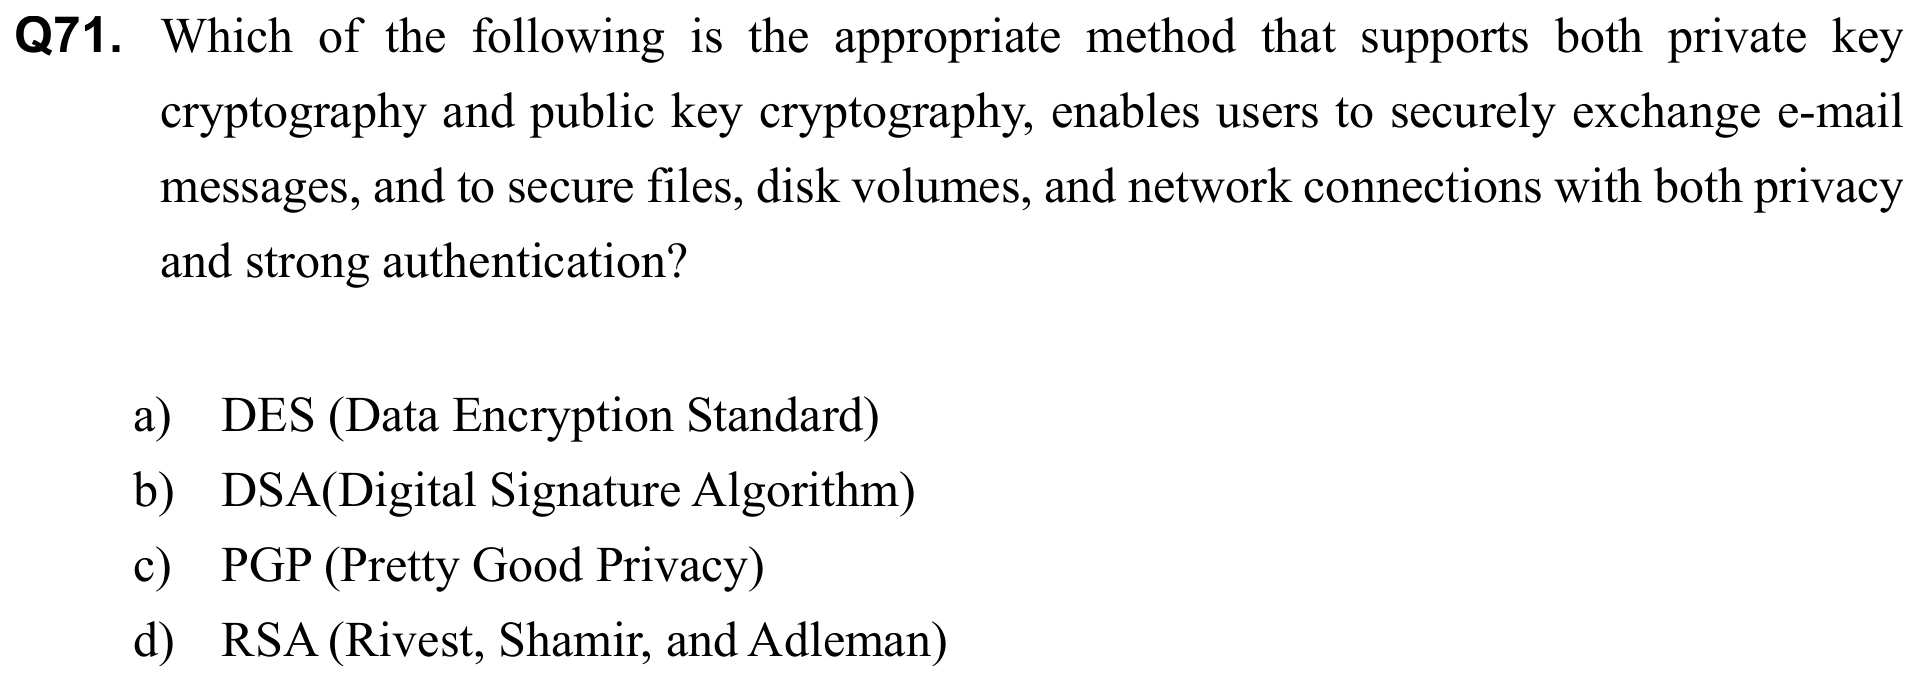 Q71. Which of the following is the appropriate method that supports both private key
cryptography and public key cryptography, enables users to securely exchange e-mail
messages, and to secure files, disk volumes, and network connections with both privacy
and strong authentication?
a) DES (Data Encryption Standard)
b) DSA(Digital Signature Algorithm)
c) PGP (Pretty Good Privacy)
d) RSA (Rivest, Shamir, and Adleman)